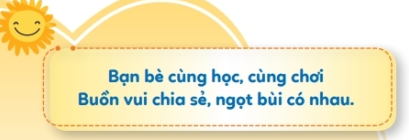 Bạn bè cùng học, cùng chơi
Buồn vui chia sẻ, ngọt bùi có nhau.